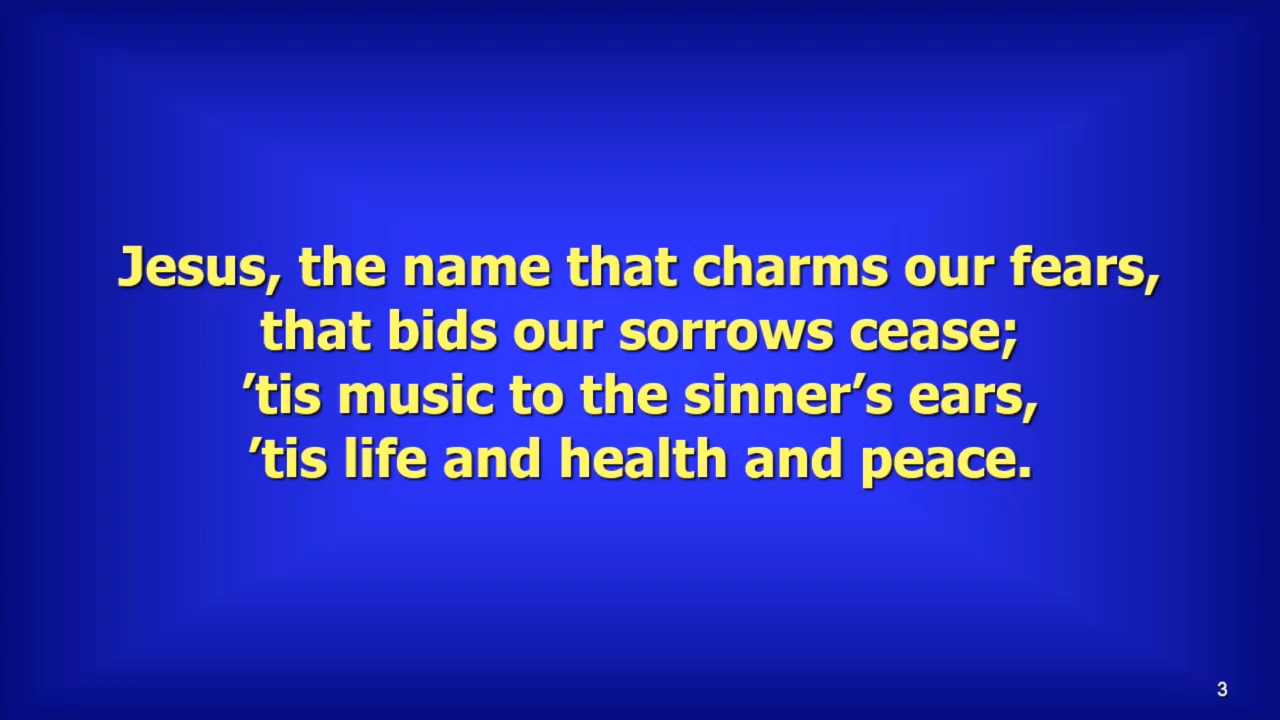 Jesus, the name that charms our fears,
that bids our sorrows cease;
’tis music to the sinner’s ears,
’tis life and health and peace.
3